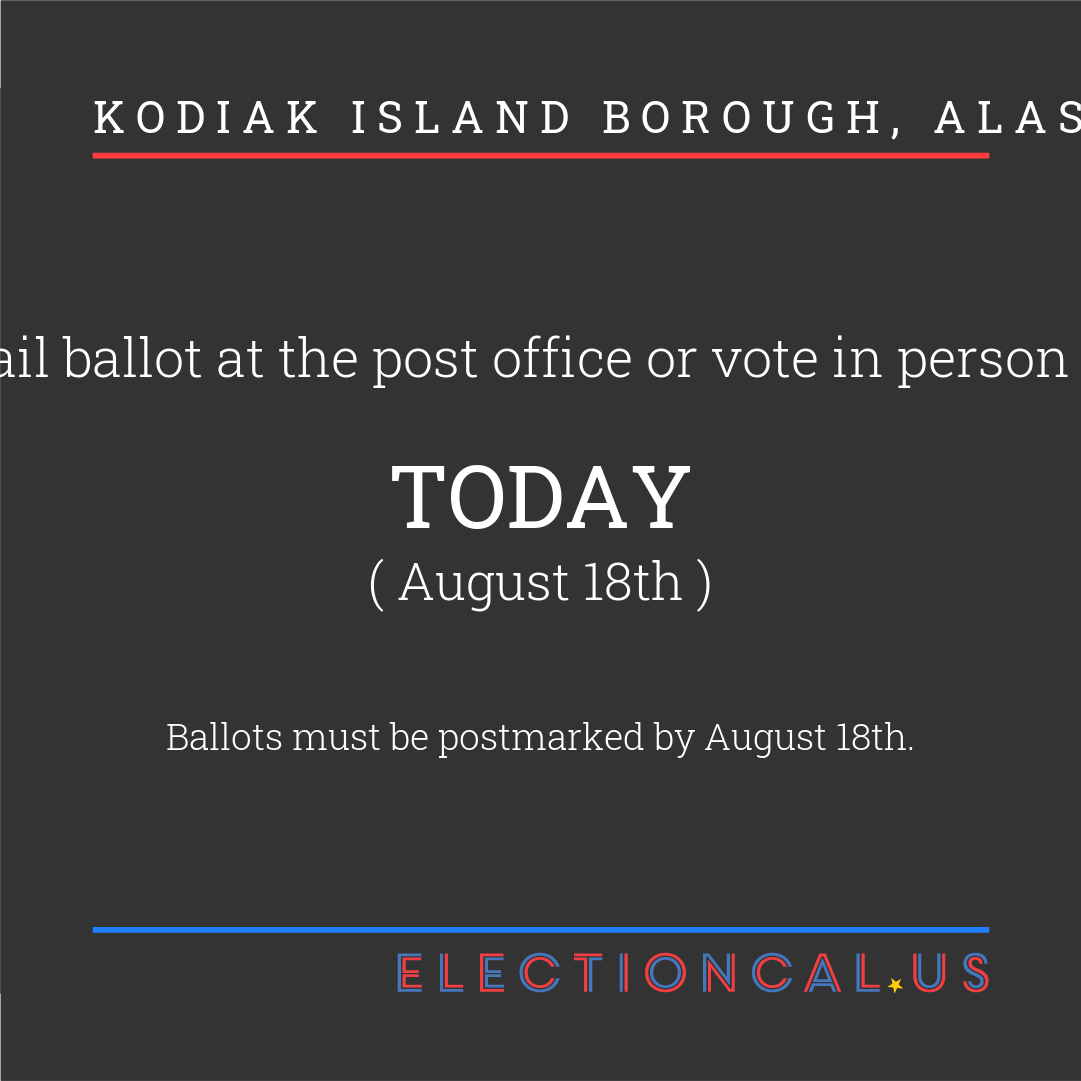 KODIAK ISLAND BOROUGH, ALAS
ail ballot at the post office or vote in person
TODAY
( August 18th )
Ballots must be postmarked by August 18th.
ELECTIONCAL.US